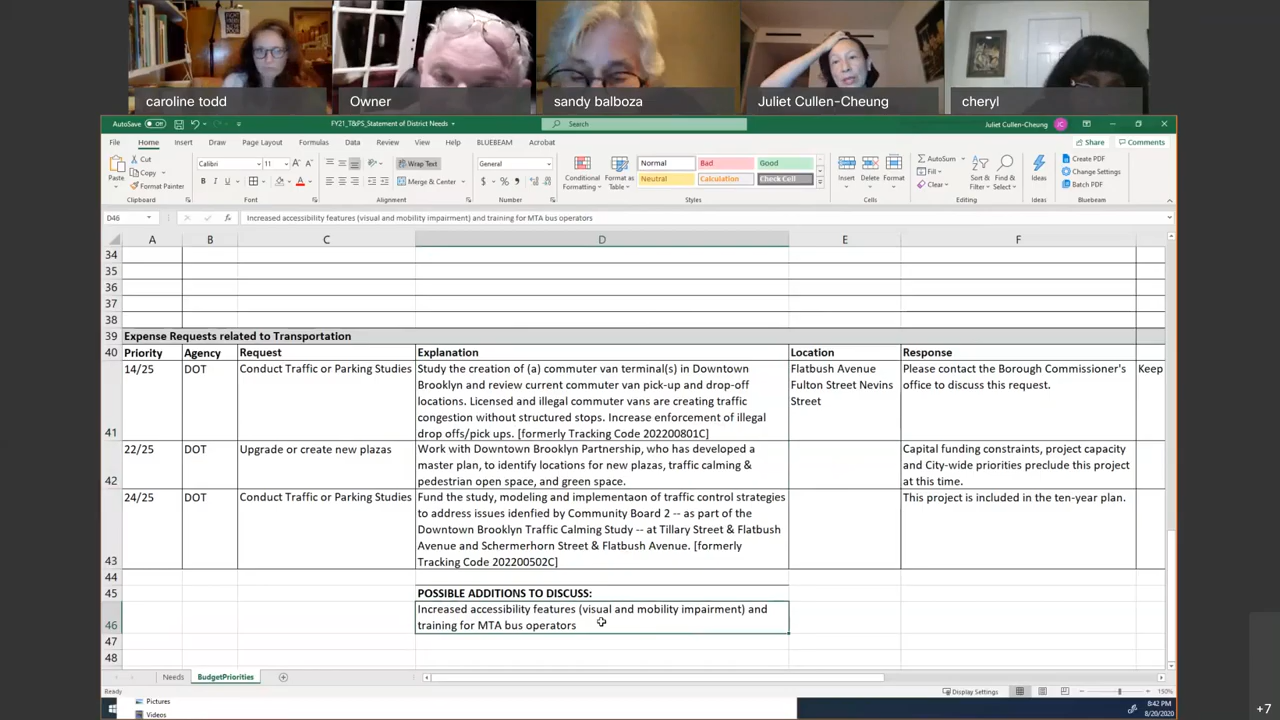 caroline todd
Owner
sandy balboza
Juliet Cullen-Cheung
cheryl
AutoSave Off
FY21_T&PS_Statement of District Needs
Search
Juliet Cullen-Cheung
JC
File Home Insert Draw Page Layout Formulas Data Review View Help BLUEBEAM Acrobat
Share Comments
Paste
Cut
Copy
Format Painter
Clipboard
Calibri 11
B I U
Font
Wrap Text
Merge & Center
Alignment
General
$ % ,
Number
Conditional Formatting
Format as Table
Normal Bad Good
Neutral Calculation Check Cell
Styles
Insert Delete Format
Cells
AutoSum
Fill
Clear
Sort & Filter
Find & Select
Editing
Ideas
Ideas
Create PDF
Change Settings
Batch PDF
Bluebeam
D46
fx
Increased accessibility features (visual and mobility impairment) and training for MTA bus operators
A B C D E F
34
35
36
37
38
39 Expense Requests related to Transportation
40 Priority Agency Request Explanation Location Response
14/25 DOT Conduct Traffic or Parking Studies Study the creation of (a) commuter van terminal(s) in Downtown Flatbush Avenue Please contact the Borough Commissioner's Keep
Brooklyn and review current commuter van pick-up and drop-off Fulton Street Nevins office to discuss this request.
locations. Licensed and illegal commuter vans are creating traffic Street
congestion without structured stops. Increase enforcement of illegal
41 drop offs/pick ups. [formerly Tracking Code 202200801C]
22/25 DOT Upgrade or create new plazas Work with Downtown Brooklyn Partnership, who has developed a Capital funding constraints, project capacity
master plan, to identify locations for new plazas, traffic calming & and City-wide priorities preclude this project
42 pedestrian open space, and green space. at this time.
24/25 DOT Conduct Traffic or Parking Studies Fund the study, modeling and implementaon of traffic control strategies This project is included in the ten-year plan.
to address issues idenfied by Community Board 2 -- as part of the
Downtown Brooklyn Traffic Calming Study -- at Tillary Street & Flatbush
Avenue and Schermerhorn Street & Flatbush Avenue. [formerly
43 Tracking Code 202200502C]
44
45 POSSIBLE ADDITIONS TO DISCUSS:
Increased accessibility features (visual and mobility impairment) and
46 training for MTA bus operators
47
48
Needs BudgetPriorities
Ready
Display Settings
150%
Pictures
Videos
8:42 PM
8/20/2020
+7